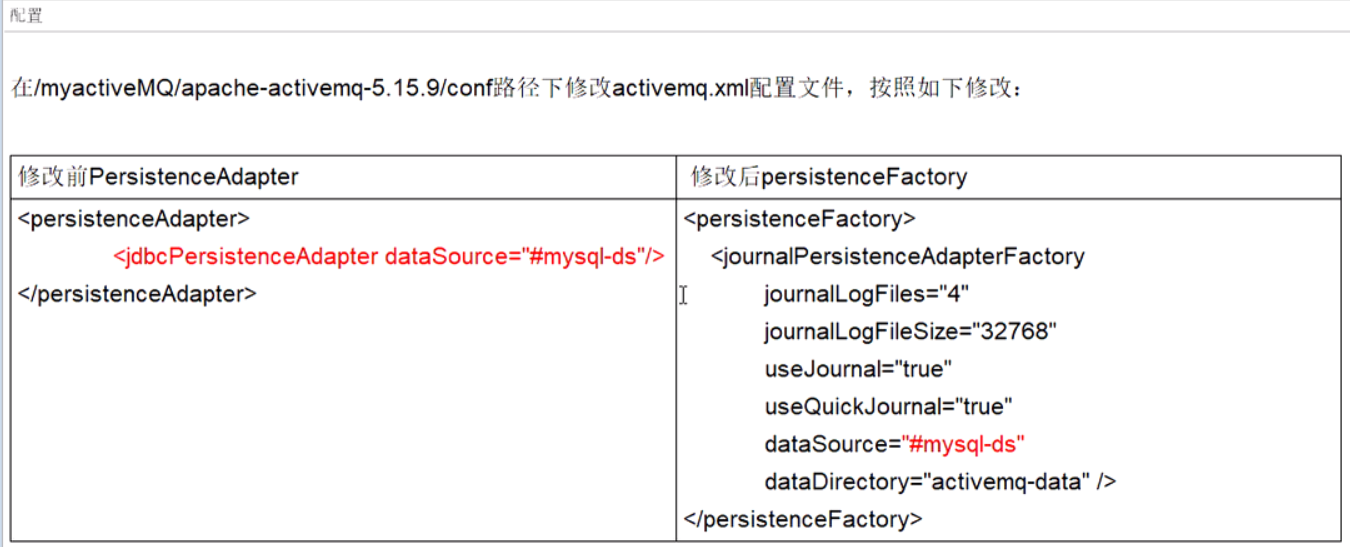 配置
在/myactiveMQ/apache-activemq-5.15.9/conf路径下修改activemq.xml配置文件，按照如下修改：
修改前PersistenceAdapter
<persistenceAdapter>
<jdbcPersistenceAdapter dataSource="#mysql-ds"/>
</persistenceAdapter>
修改后persistenceFactory
<persistenceFactory>
<journalPersistenceAdapterFactory
journalLogFiles="4"
journalLogFileSize="32768"
useJournal="true"
useQuickJournal="true"
dataSource="#mysql-ds"
dataDirectory="activemq-data" />
</persistenceFactory>